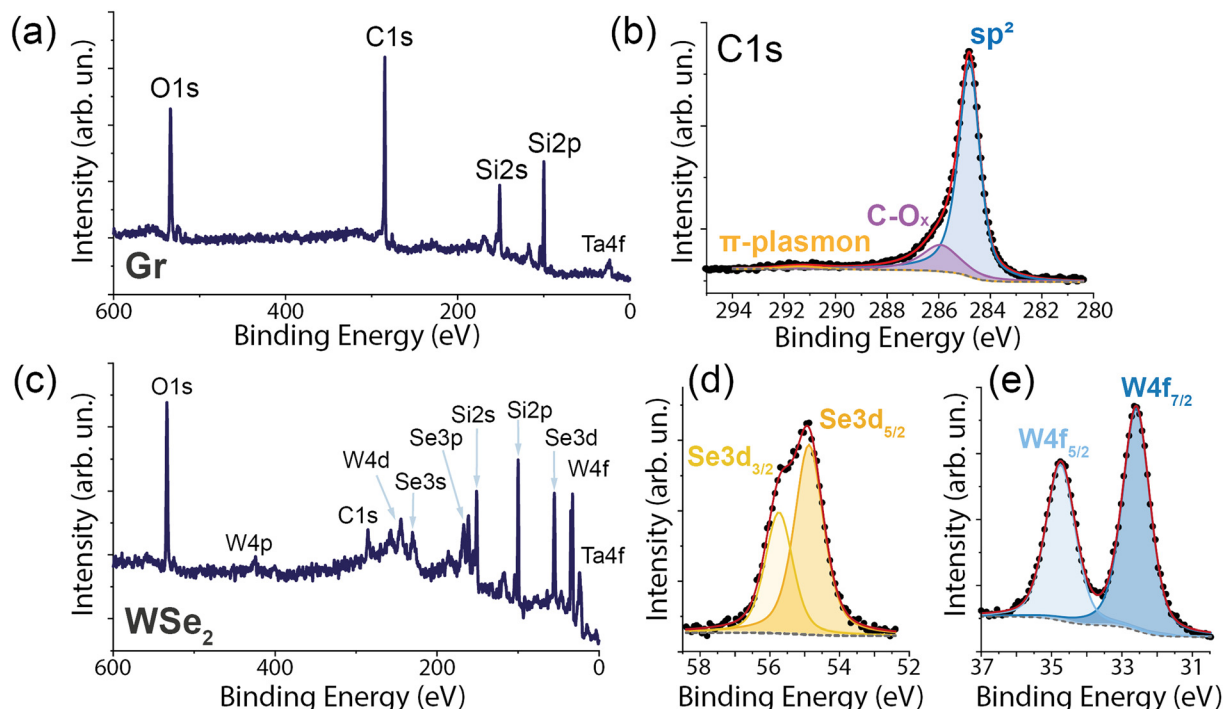 (a)
Intensity (arb. un.)
O1s
C1s
Si2s
Si2p
Ta4f
Gr
600
400
200
0
Binding Energy (eV)
(b)
C1s
Intensity (arb. un.)
sp²
C-Oₓ
π-plasmon
294
292
290
288
286
284
282
280
Binding Energy (eV)
(c)
Intensity (arb. un.)
O1s
W4p
C1s
W4d
Se3s
Se3p
Si2s
Si2p
Se3d
W4f
Ta4f
WSe₂
600
400
200
0
Binding Energy (eV)
(d)
Intensity (arb. un.)
Se3d₃/₂
Se3d₅/₂
58
56
54
52
Binding Energy (eV)
(e)
Intensity (arb. un.)
W4f₅/₂
W4f₇/₂
37
35
33
31
Binding Energy (eV)